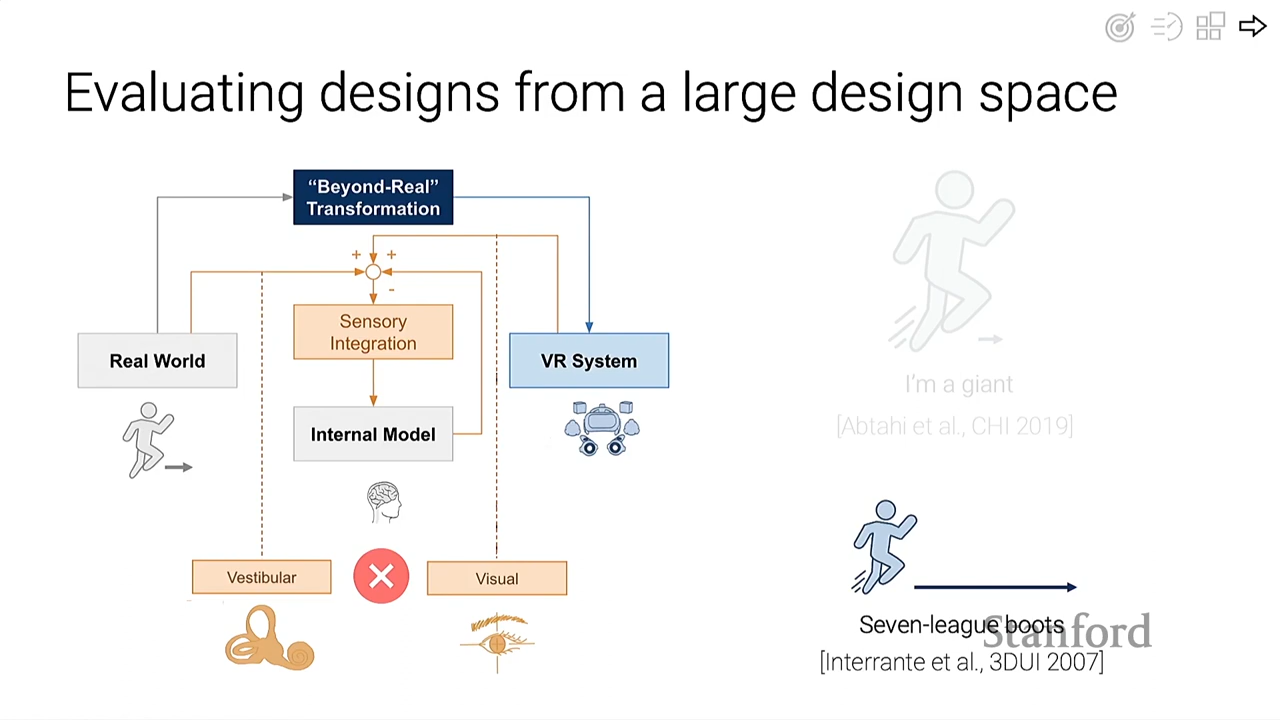 Evaluating designs from a large design space
“Beyond-Real”
Transformation
+ +
-
Sensory
Integration
Real World
VR System
Internal Model
Vestibular
Visual
I’m a giant
[Abtahi et al., CHI 2019]
Seven-league boots
Stanford
[Interrante et al., 3DUI 2007]